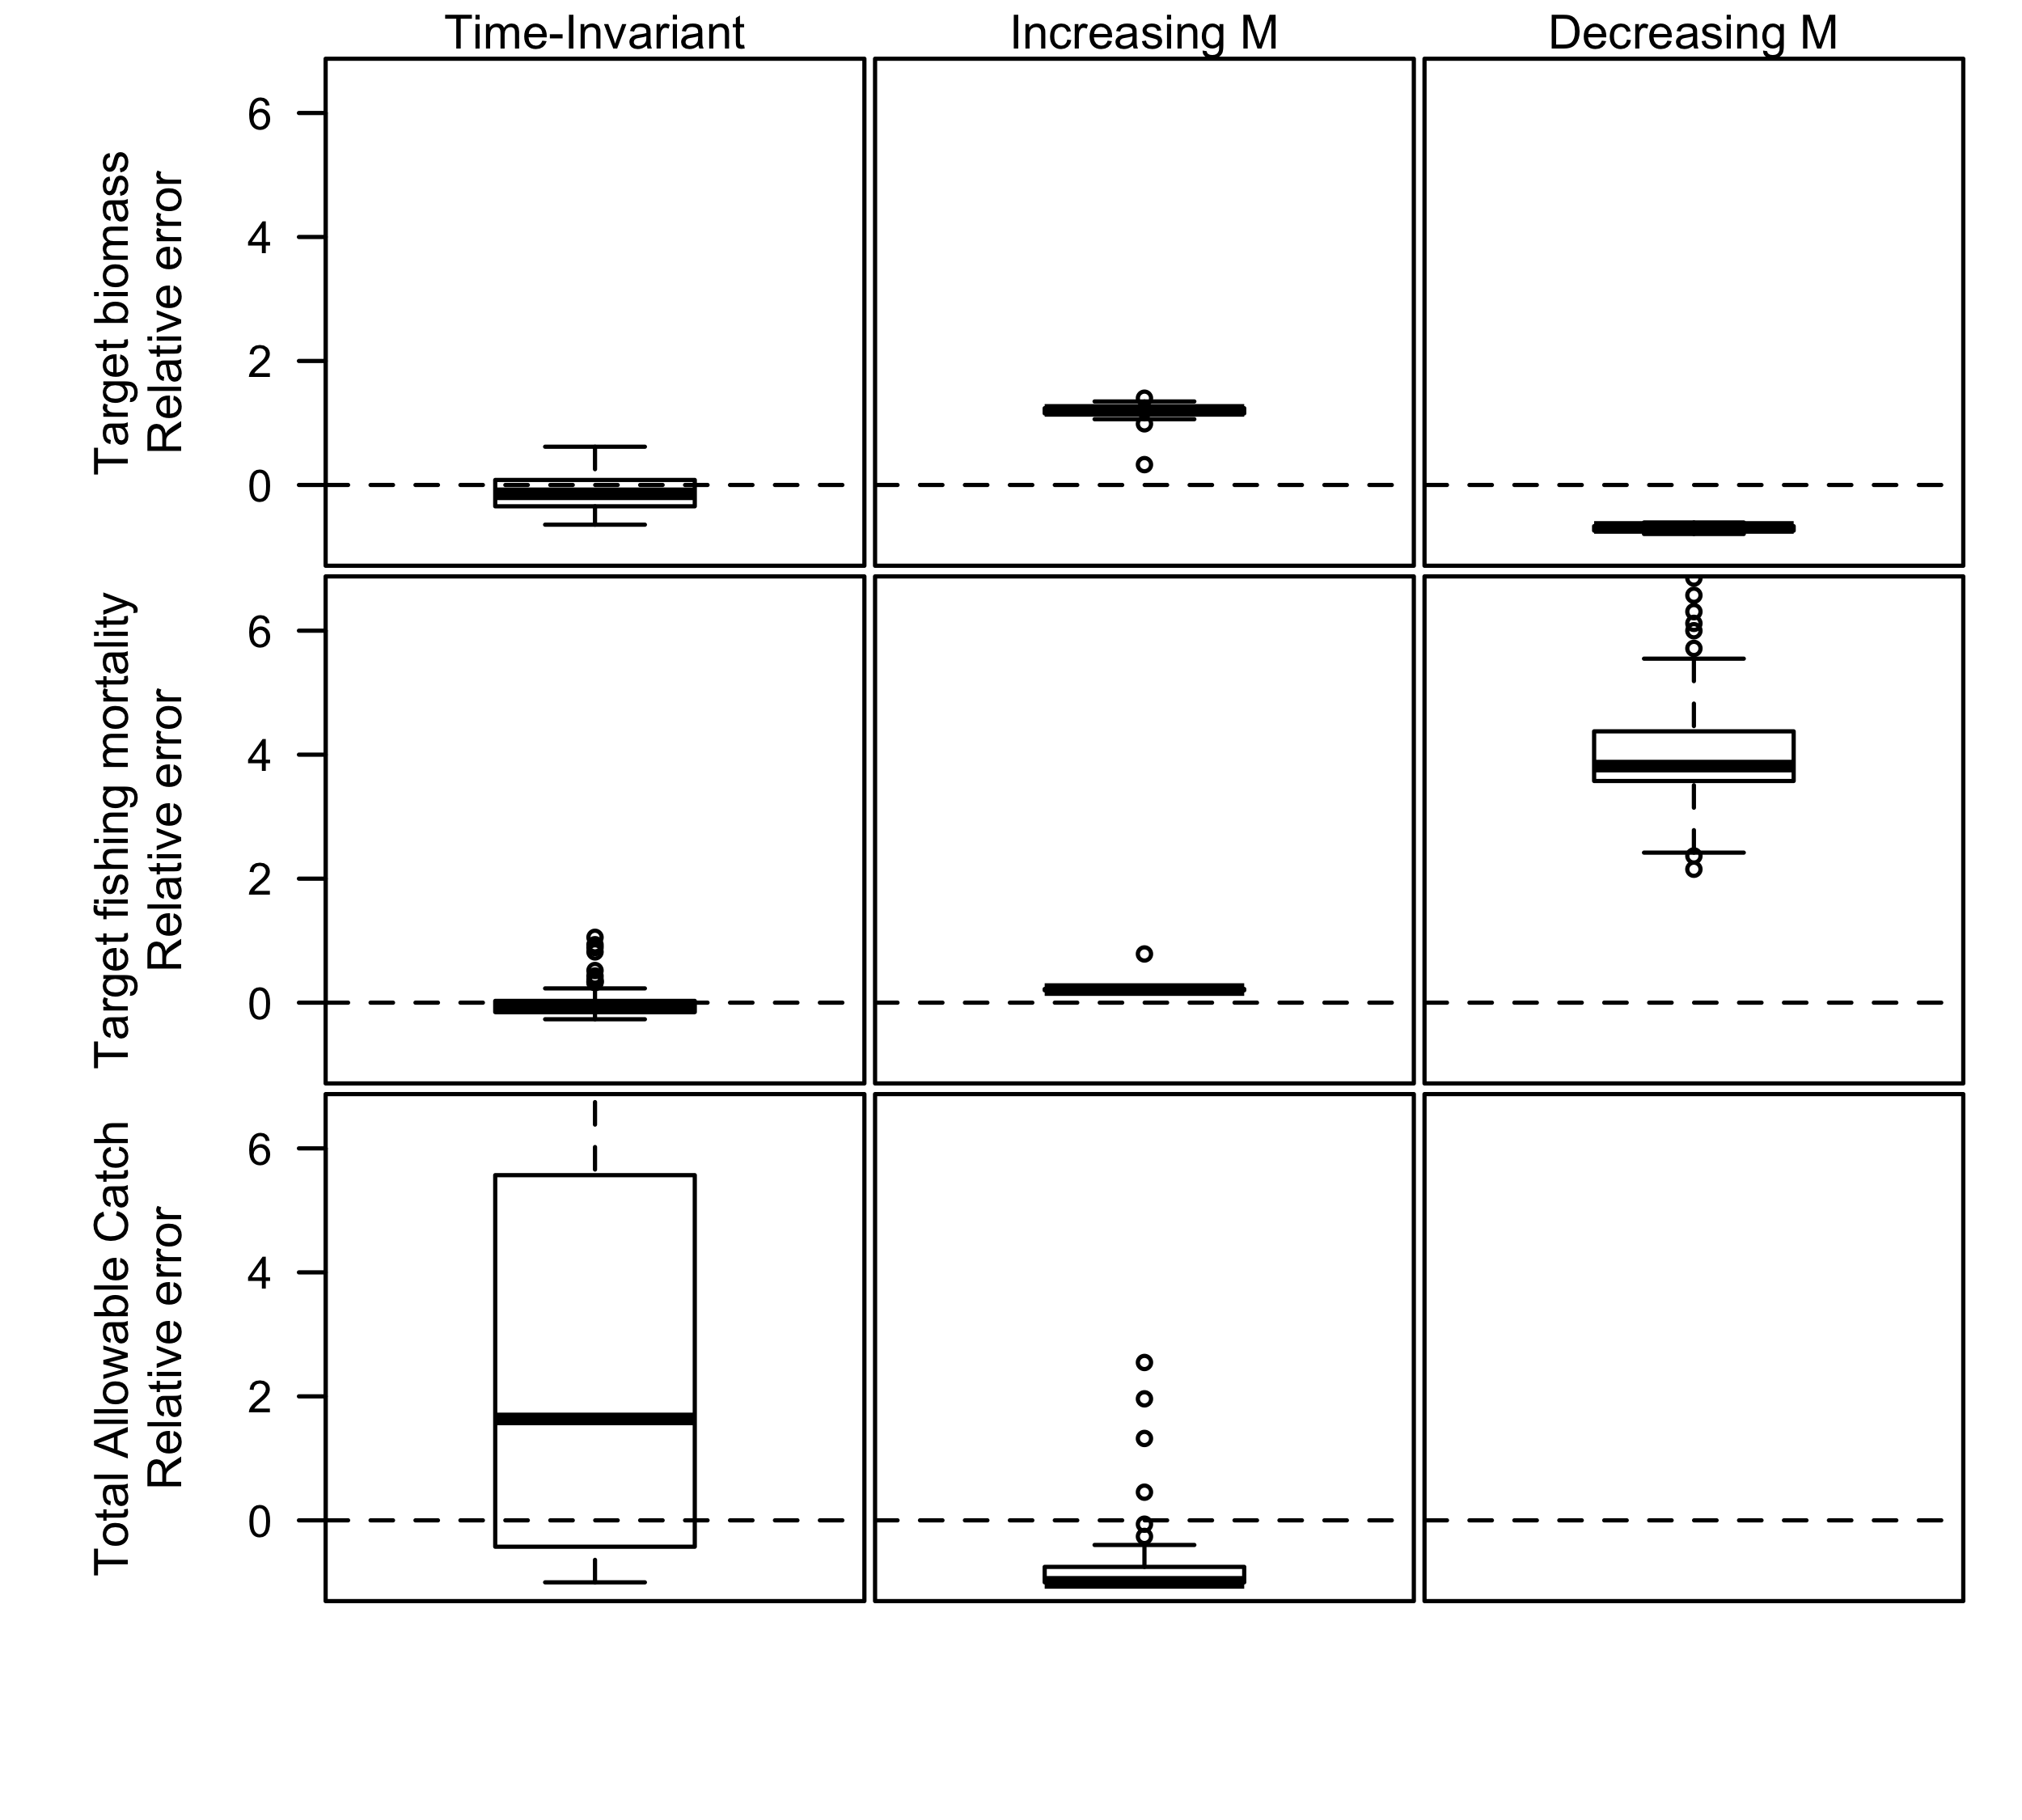 Time-Invariant
Increasing M
Decreasing M
Target biomass
Relative error
6
4
2
0
Target fishing mortality
Relative error
6
4
2
0
Total Allowable Catch
Relative error
6
4
2
0